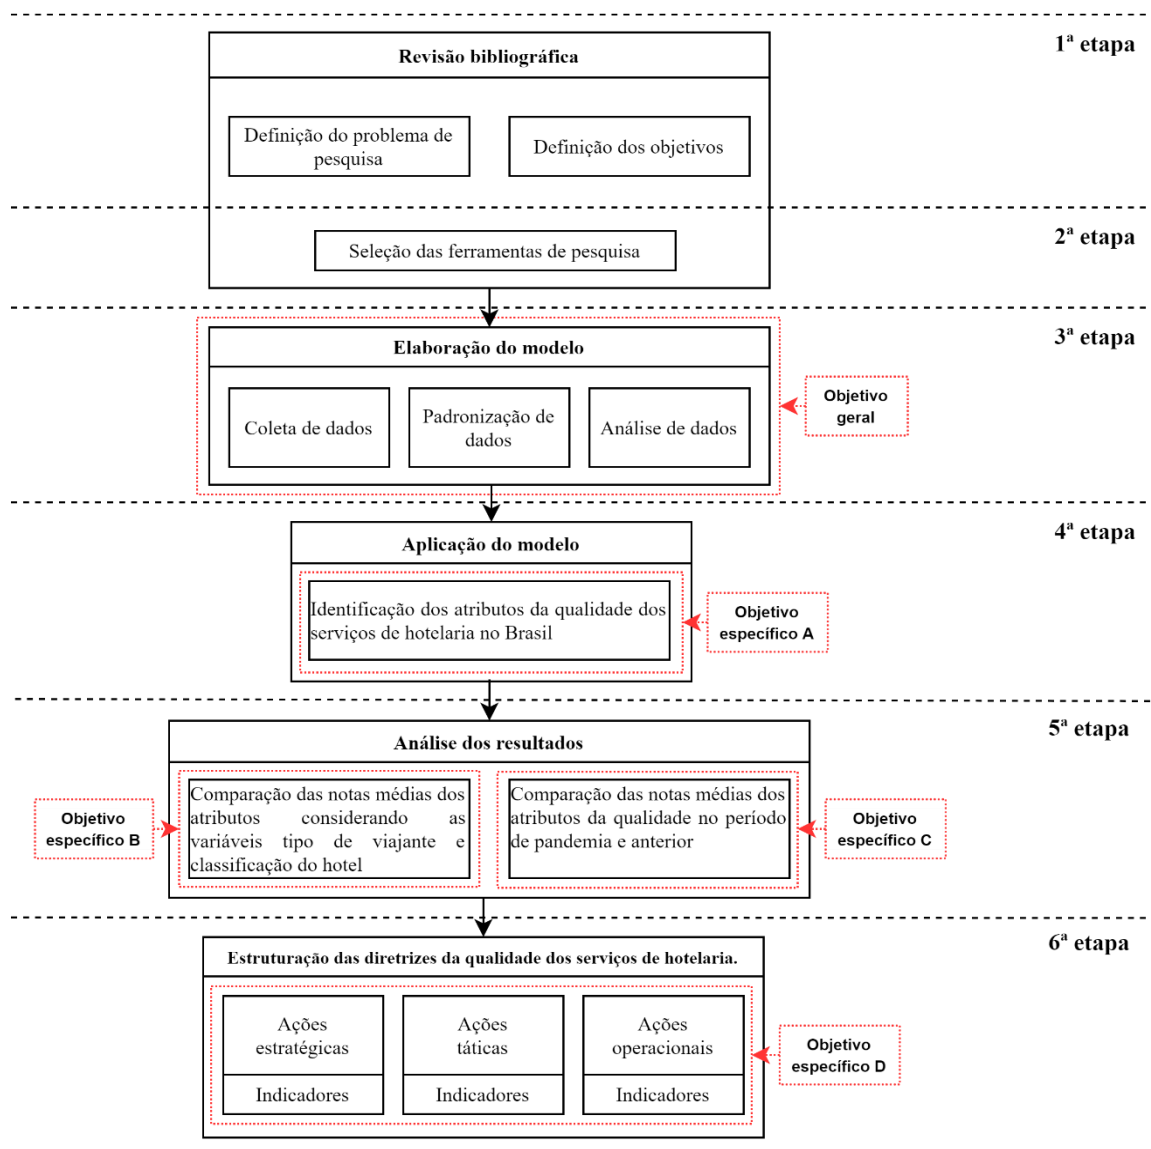 1ª etapa
Revisão bibliográfica
Definição do problema de
pesquisa
Definição dos objetivos
2ª etapa
Seleção das ferramentas de pesquisa
3ª etapa
Elaboração do modelo
Coleta de dados
Padronização de
dados
Análise de dados
Objetivo
geral
4ª etapa
Aplicação do modelo
Identificação dos atributos da qualidade dos
serviços de hotelaria no Brasil
Objetivo
específico A
5ª etapa
Análise dos resultados
Objetivo
específico B
Comparação das notas médias dos
atributos considerando as
variáveis tipo de viajante e
classificação do hotel
Comparação das notas médias dos
atributos da qualidade no período
de pandemia e anterior
Objetivo
específico C
6ª etapa
Estruturação das diretrizes da qualidade dos serviços de hotelaria.
Ações
estratégicas
Indicadores
Ações
táticas
Indicadores
Ações
operacionais
Indicadores
Objetivo
específico D